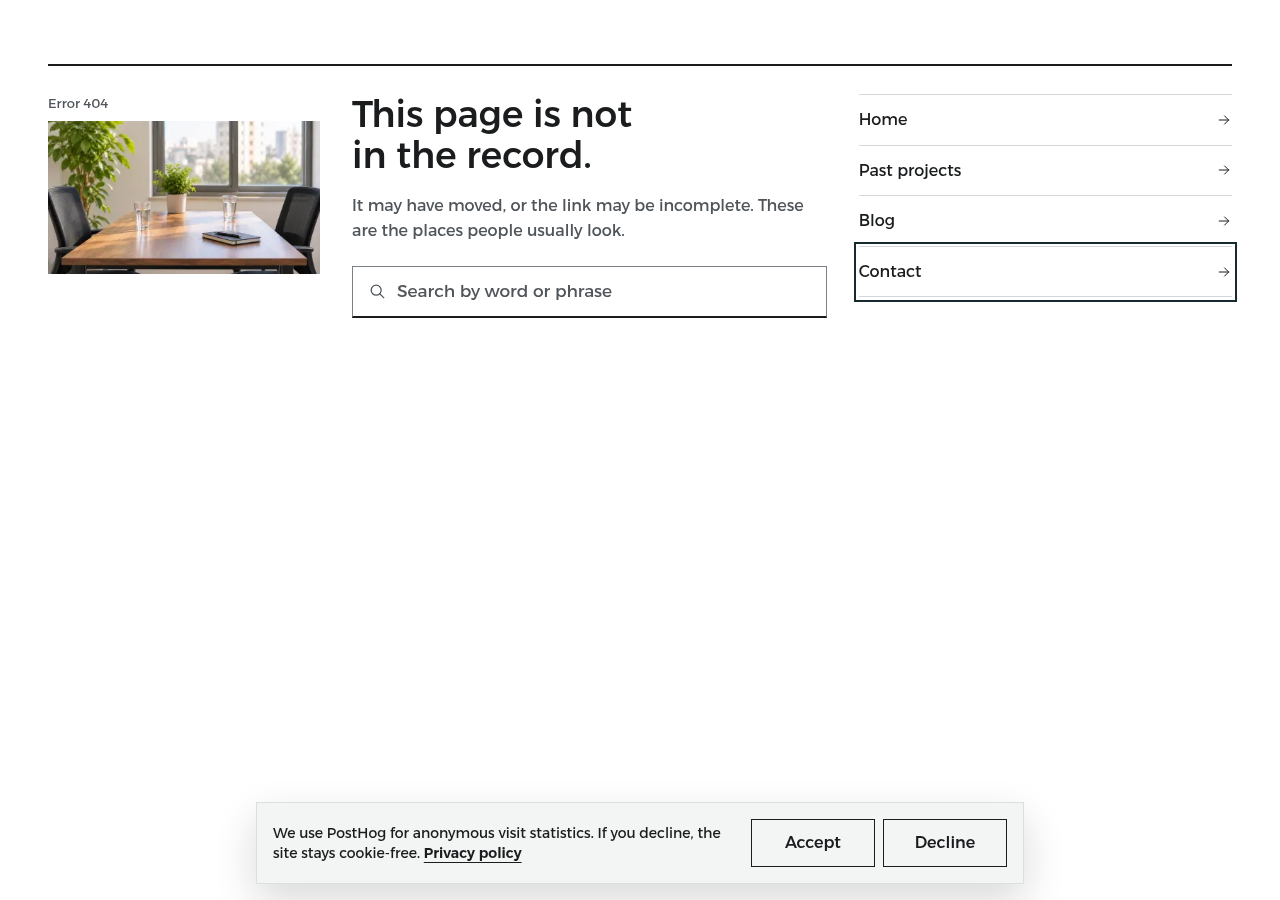 Error 404
This page is not
in the record.
It may have moved, or the link may be incomplete. These
are the places people usually look.
Search by word or phrase
Home
Past projects
Blog
Contact
We use PostHog for anonymous visit statistics. If you decline, the
site stays cookie-free. Privacy policy
Accept
Decline